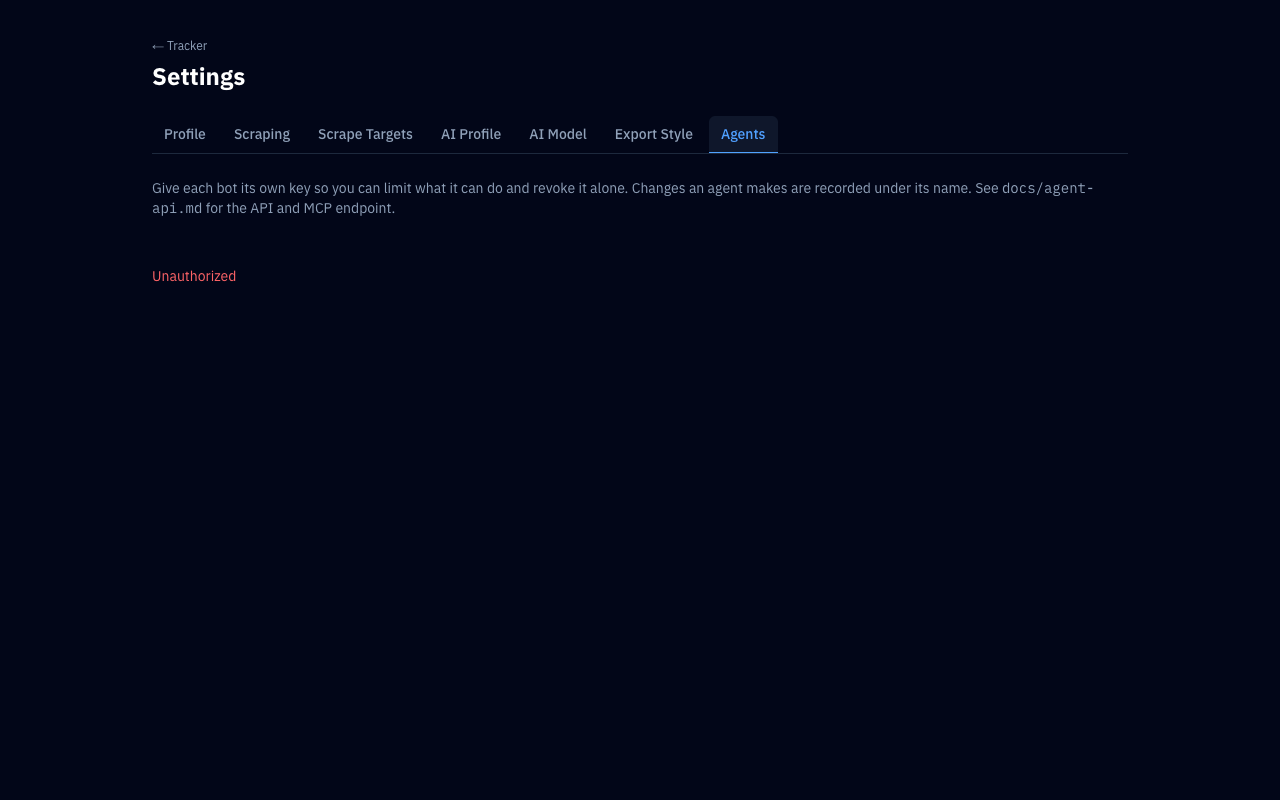 ← Tracker
Settings
Profile Scraping Scrape Targets AI Profile AI Model Export Style Agents
Give each bot its own key so you can limit what it can do and revoke it alone. Changes an agent makes are recorded under its name. See docs/agent-
api.md for the API and MCP endpoint.
Unauthorized